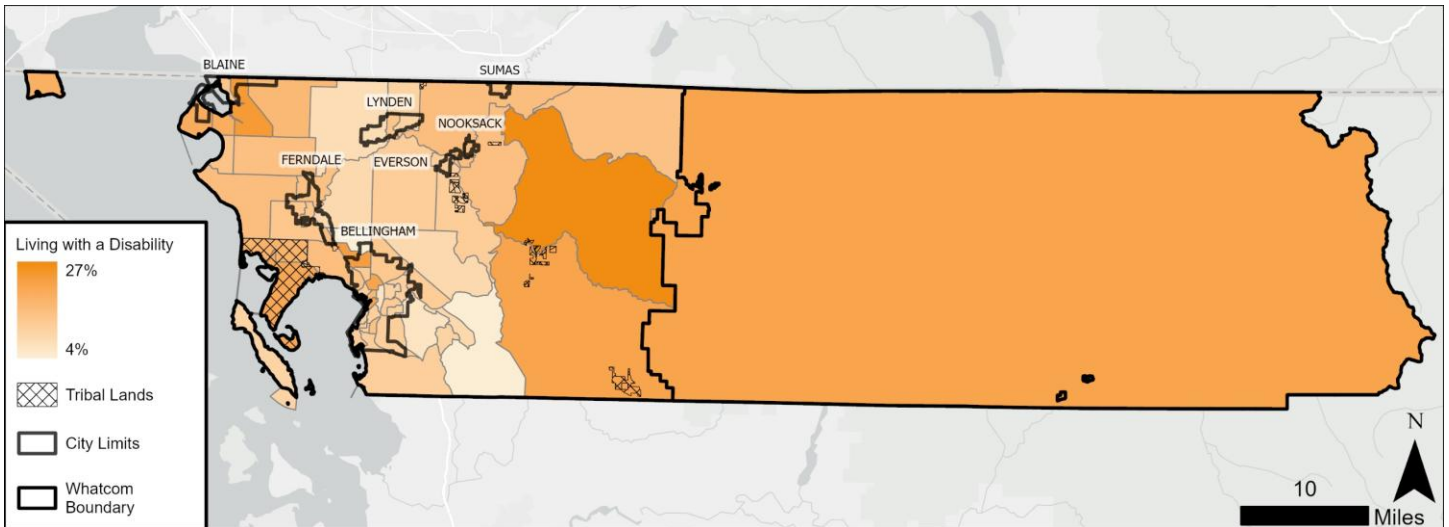 BLAINE
SUMAS
LYNDEN
NOOKSACK
FERNDALE
EVERSON
BELLINGHAM
Living with a Disability
27%
4%
Tribal Lands
City Limits
Whatcom
Boundary
N
10
Miles